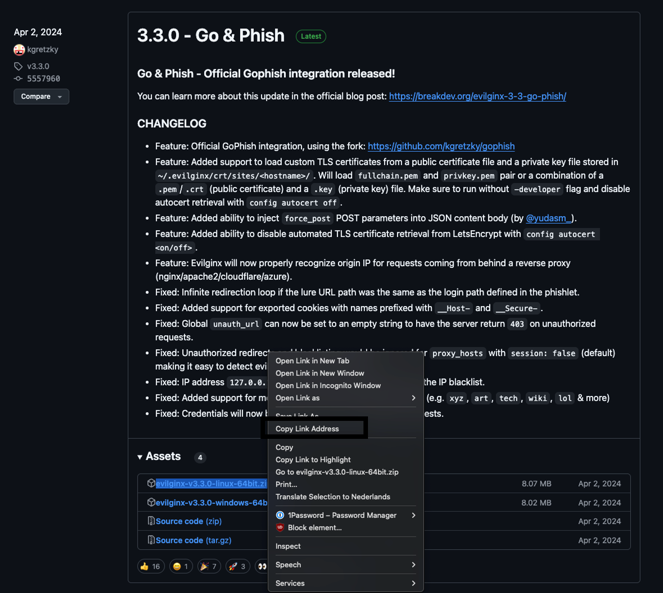 Apr 2, 2024
kgretzky
v3.3.0
5557960
Compare
3.3.0 - Go & Phish Latest
Go & Phish - Official Gophish integration released!
You can learn more about this update in the official blog post: https://breakdev.org/evilginx-3-3-go-phish/
CHANGELOG
Feature: Official GoPhish integration, using the fork: https://github.com/kgretzky/gophish
Feature: Added support to load custom TLS certificates from a public certificate file and a private key file stored in
~/.evilginx/crt/sites/<hostname>/ . Will load fullchain.pem and privkey.pem pair or a combination of a
.pem / .crt (public certificate) and a .key (private key) file. Make sure to run without -developer flag and disable
autocert retrieval with config autocert off .
Feature: Added ability to inject force_post POST parameters into JSON content body (by @yudasm_).
Feature: Added ability to disable automated TLS certificate retrieval from LetsEncrypt with config autocert
<on/off> .
Feature: Evilginx will now properly recognize origin IP for requests coming from behind a reverse proxy
(nginx/apache2/cloudflare/azure).
Fixed: Infinite redirection loop if the lure URL path was the same as the login path defined in the phishlet.
Fixed: Added support for exported cookies with names prefixed with __Host- and __Secure- .
Fixed: Global unauth_url can now be set to an empty string to have the server return 403 on unauthorized
requests.
Fixed: Unauthorized redirects proxy_hosts with session: false (default)
making it easy to detect evi
Fixed: IP address 127.0.0. the IP blacklist.
Fixed: Added support for mo (e.g. xyz , art , tech , wiki , lol & more)
Fixed: Credentials will now b ests.
Open Link in New Tab
Open Link in New Window
Open Link in Incognito Window
Open Link as
Save Link As
Copy Link Address
Copy
Copy Link to Highlight
Go to evilginx-v3.3.0-linux-64bit.zip
Print...
Translate Selection to Nederlands
1Password – Password Manager
Block element...
Inspect
Speech
Services
Assets 4
evilginx-v3.3.0-linux-64bit.zi 8.07 MB Apr 2, 2024
evilginx-v3.3.0-windows-64b 8.02 MB Apr 2, 2024
Source code (zip) Apr 2, 2024
Source code (tar.gz) Apr 2, 2024
16 1 7 3